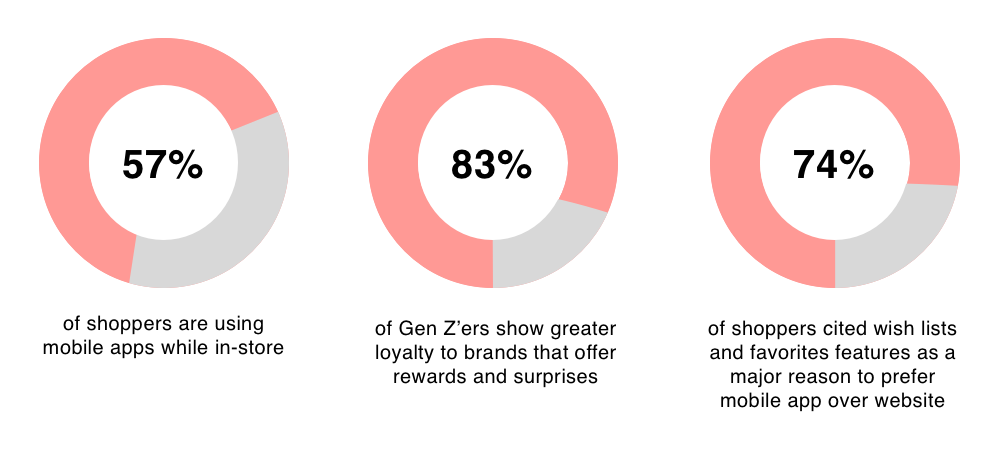 57%
of shoppers are using
mobile apps while in-store
83%
of Gen Z’ers show greater
loyalty to brands that offer
rewards and surprises
74%
of shoppers cited wish lists
and favorites features as a
major reason to prefer
mobile app over website